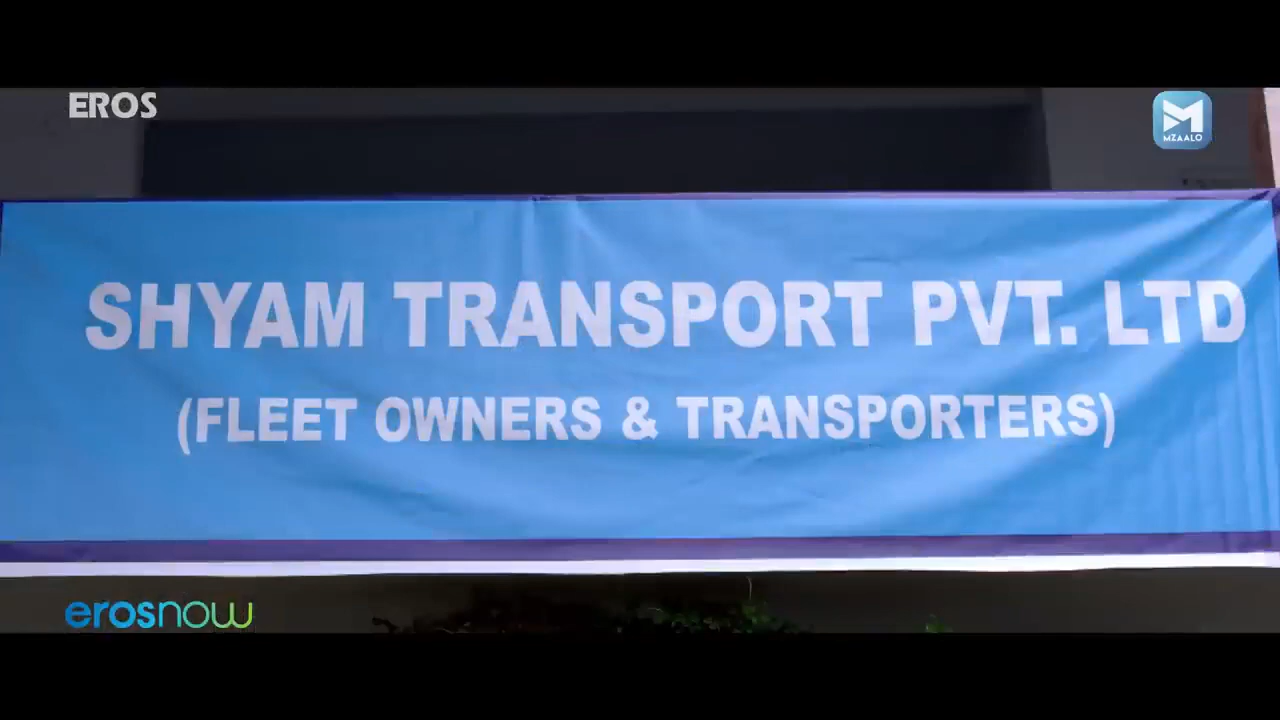 EROS
MZAALO
SHYAM TRANSPORT PVT. LTD
(FLEET OWNERS & TRANSPORTERS)
erosnow